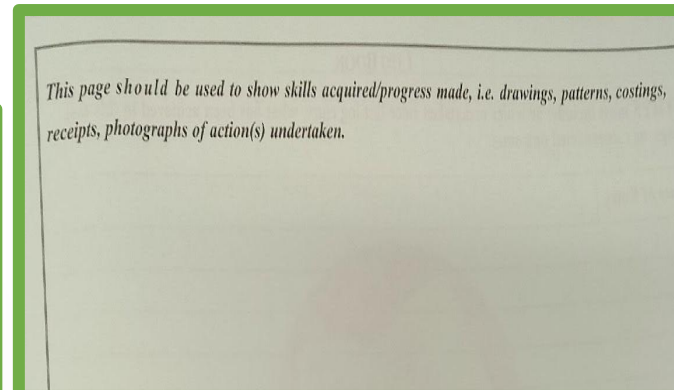 This page should be used to show skills acquired/progress made, i.e. drawings, patterns, costings,
receipts, photographs of action(s) undertaken.